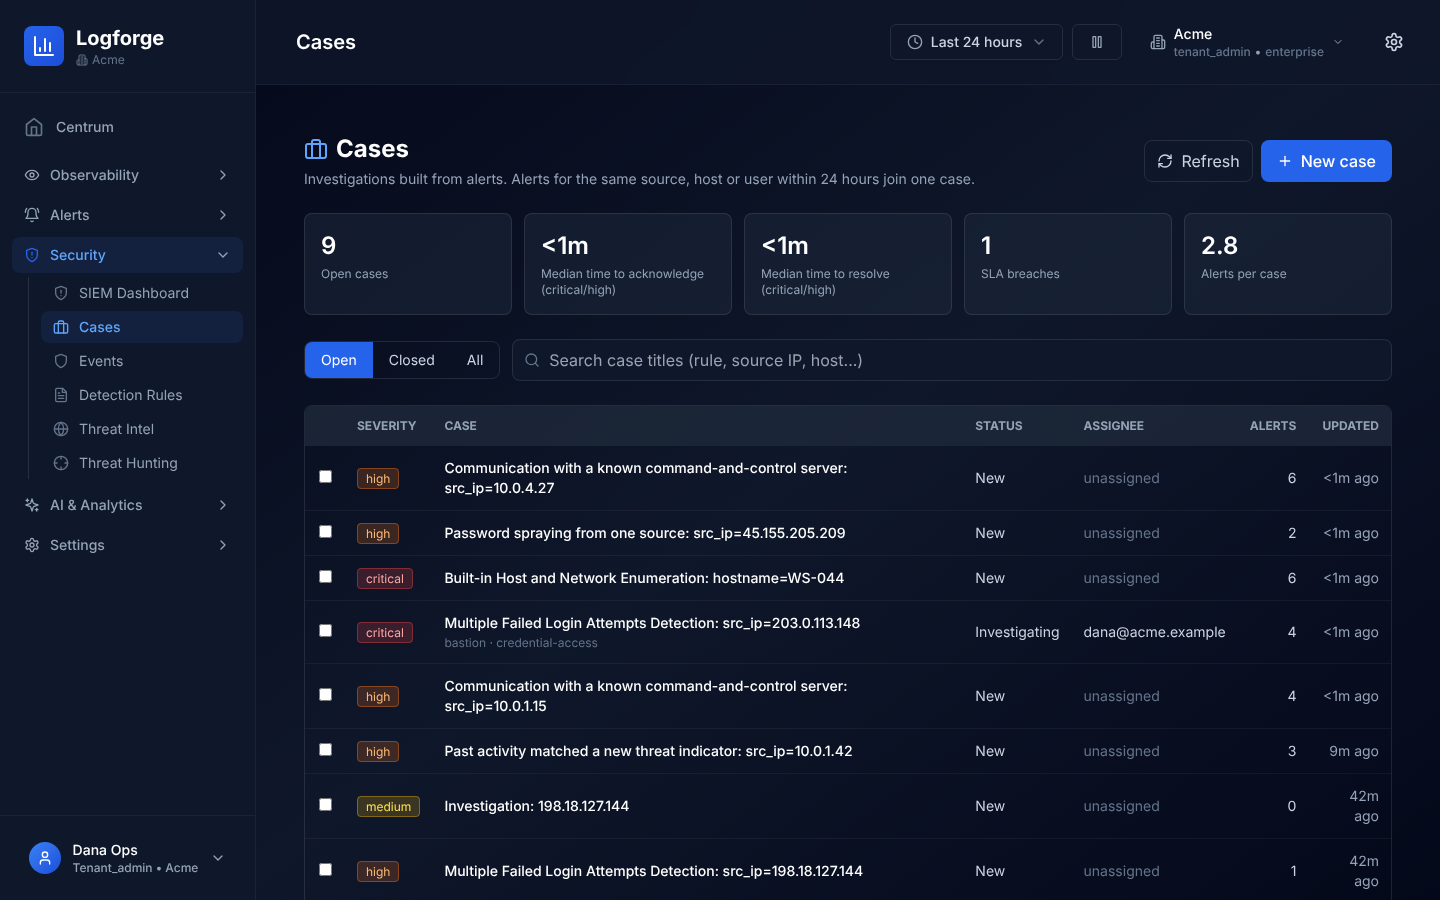 Logforge
Acme
Cases
Last 24 hours
Acme
tenant_admin • enterprise
Centrum
Observability
Alerts
Security
SIEM Dashboard
Cases
Events
Detection Rules
Threat Intel
Threat Hunting
AI & Analytics
Settings
Dana Ops
Tenant_admin • Acme
Cases
Investigations built from alerts. Alerts for the same source, host or user within 24 hours join one case.
Refresh
New case
9
Open cases
<1m
Median time to acknowledge
(critical/high)
<1m
Median time to resolve
(critical/high)
1
SLA breaches
2.8
Alerts per case
Open Closed All
Search case titles (rule, source IP, host...)
SEVERITY CASE STATUS ASSIGNEE ALERTS UPDATED
high Communication with a known command-and-control server: New unassigned 6 <1m ago
src_ip=10.0.4.27
high Password spraying from one source: src_ip=45.155.205.209 New unassigned 2 <1m ago
critical Built-in Host and Network Enumeration: hostname=WS-044 New unassigned 6 <1m ago
critical Multiple Failed Login Attempts Detection: src_ip=203.0.113.148 Investigating dana@acme.example 4 <1m ago
bastion · credential-access
high Communication with a known command-and-control server: New unassigned 4 <1m ago
src_ip=10.0.1.15
high Past activity matched a new threat indicator: src_ip=10.0.1.42 New unassigned 3 9m ago
medium Investigation: 198.18.127.144 New unassigned 0 42m
ago
high Multiple Failed Login Attempts Detection: src_ip=198.18.127.144 New unassigned 1 42m
ago